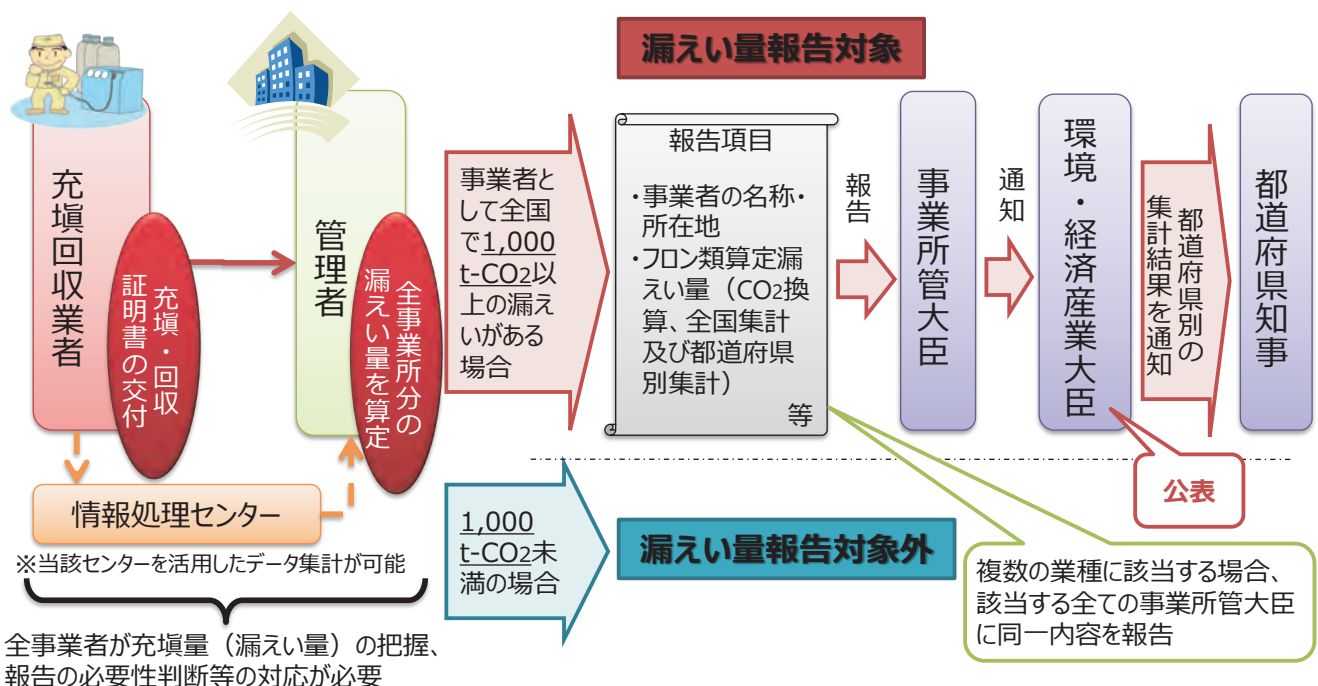 漏えい量報告対象
充塡回収業者
充塡・回収
証明書の交付
管理者
全事業所分の
漏えい量を算定
情報処理センター
※当該センターを活用したデータ集計が可能
全事業者が充塡量（漏えい量）の把握、
報告の必要性判断等の対応が必要
事業者と
して全国
で1,000
t-CO2以
上の漏え
いがある
場合
報告項目
・事業者の名称・
所在地
・フロン類算定漏
えい量（CO2換
算、全国集計
及び都道府県
別集計）
等
報告
事業所管大臣
通知
環境・経済産業大臣
公表
都道府県別の
集計結果を通知
都道府県知事
1,000
t-CO2未
満の場合
漏えい量報告対象外
複数の業種に該当する場合、
該当する全ての事業所管大臣
に同一内容を報告